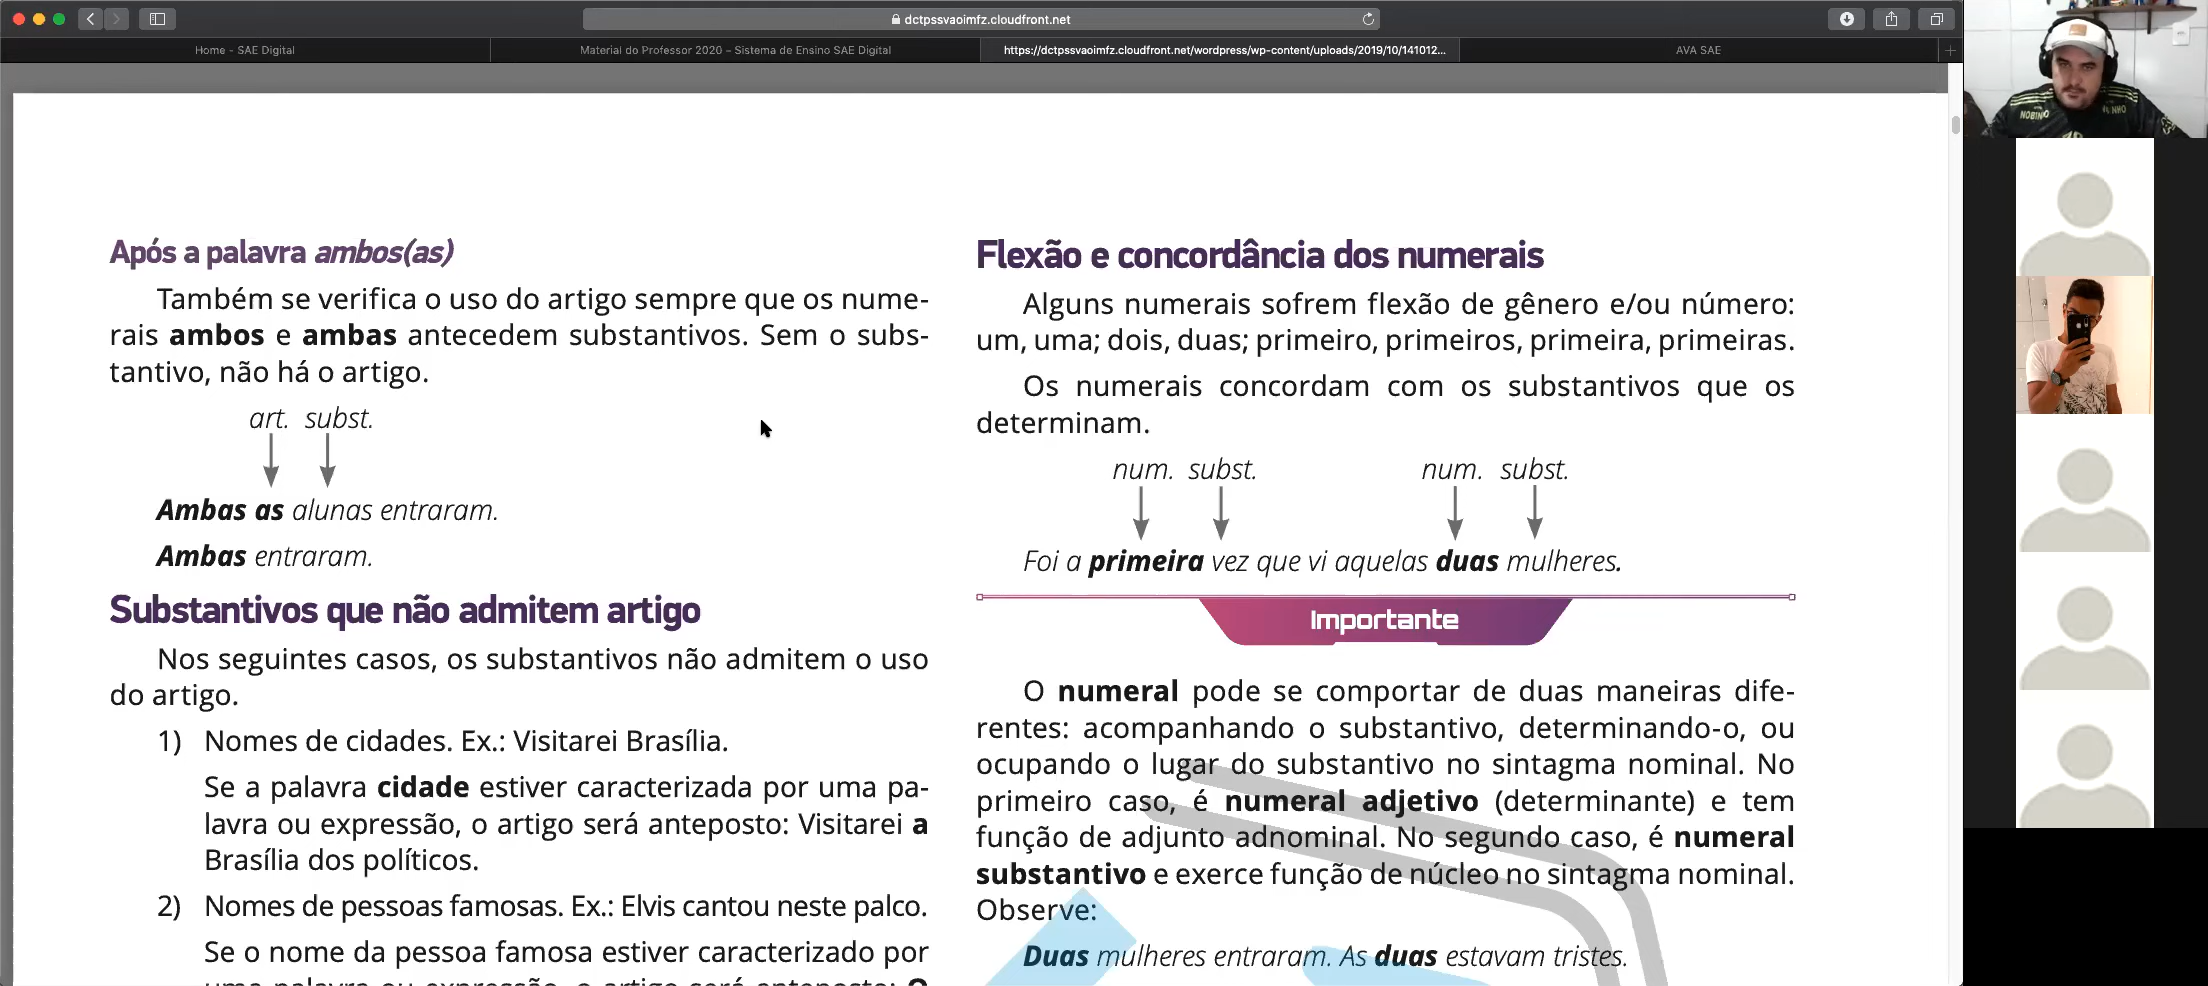 dctpssvaoimfz.cloudfront.net
Home - SAE Digital
Material do Professor 2020 – Sistema de Ensino SAE Digital
https://dctpssvaoimfz.cloudfront.net/wordpress/wp-content/uploads/2019/10/141012...
AVA SAE
NOBINHO
Após a palavra ambos(as)
Também se verifica o uso do artigo sempre que os nume-
rais ambos e ambas antecedem substantivos. Sem o subs-
tantivo, não há o artigo.
art. subst.
Ambas as alunas entraram.
Ambas entraram.
Substantivos que não admitem artigo
Nos seguintes casos, os substantivos não admitem o uso
do artigo.
1) Nomes de cidades. Ex.: Visitarei Brasília.
Se a palavra cidade estiver caracterizada por uma pa-
lavra ou expressão, o artigo será anteposto: Visitarei a
Brasília dos políticos.
2) Nomes de pessoas famosas. Ex.: Elvis cantou neste palco.
Se o nome da pessoa famosa estiver caracterizado por
uma palavra ou expressão, o artigo será anteposto: O
Flexão e concordância dos numerais
Alguns numerais sofrem flexão de gênero e/ou número:
um, uma; dois, duas; primeiro, primeiros, primeira, primeiras.
Os numerais concordam com os substantivos que os
determinam.
num. subst. num. subst.
Foi a primeira vez que vi aquelas duas mulheres.
Importante
O numeral pode se comportar de duas maneiras dife-
rentes: acompanhando o substantivo, determinando-o, ou
ocupando o lugar do substantivo no sintagma nominal. No
primeiro caso, é numeral adjetivo (determinante) e tem
função de adjunto adnominal. No segundo caso, é numeral
substantivo e exerce função de núcleo no sintagma nominal.
Observe:
Duas mulheres entraram. As duas estavam tristes.